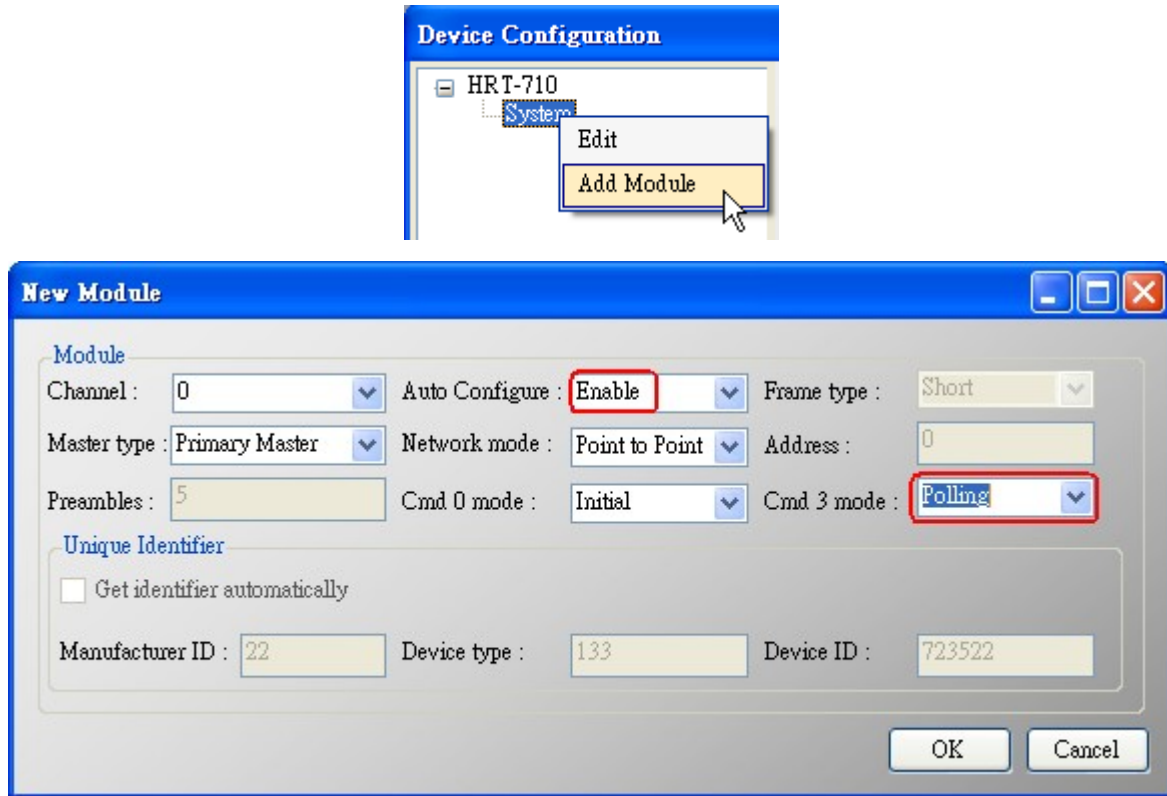 Device Configuration
HRT-710
System
Edit
Add Module
New Module
Module
Channel : 0 Auto Configure : Enable Frame type : Short
Master type : Primary Master Network mode : Point to Point Address : 0
Preambles : 5 Cmd 0 mode : Initial Cmd 3 mode : Polling
Unique Identifier
Get identifier automatically
Manufacturer ID : 22 Device type : 133 Device ID : 723522
OK Cancel